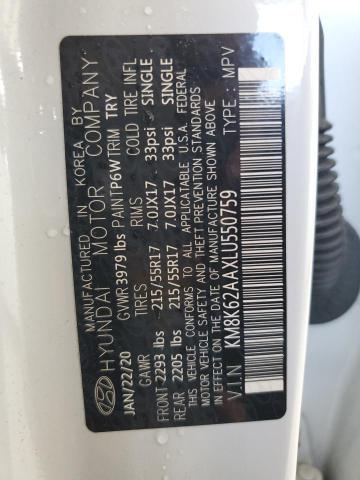 MANUFACTURED IN KOREA BY
HYUNDAI MOTOR COMPANY
JAN/22/20 GVWR 3979 lbs PAINT P6W TRIM TRY
GAWR TIRES RIMS COLD TIRE INFL
FRONT-2293 lbs - 215/55R17 7.0JX17 33psi SINGLE
REAR 2205 lbs 215/55R17 7.0JX17 33psi SINGLE
THIS VEHICLE CONFORMS TO ALL APPLICABLE U.S.A. FEDERAL
MOTOR VEHICLE SAFETY BUMPER, AND THEFT PREVENTION STANDARDS
IN EFFECT ON THE DATE OF MANUFACTURE SHOWN ABOVE
V.I.N : KM8K62AAXLU550759 MPV